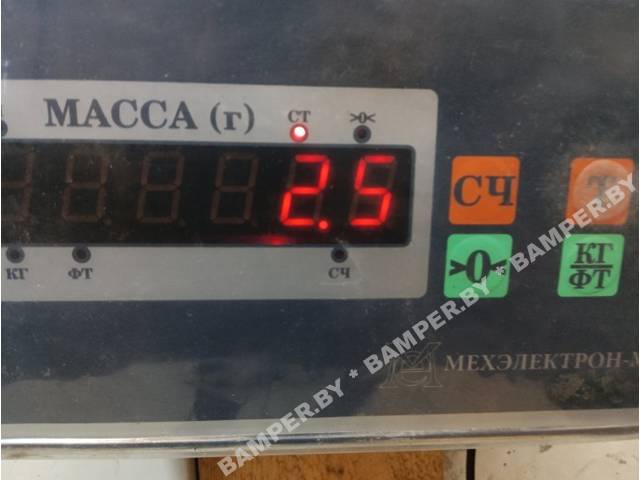 МАССА (г) СТ >0<
2.5
КГ ФТ СЧ
СЧ Т
>0< КГ/ФТ
МЕХЭЛЕКТРОН-М
BAMPER.BY * BAMPER.BY * BAMPER.BY
BAMPER.BY * BAMPER.BY * BAMPER.BY